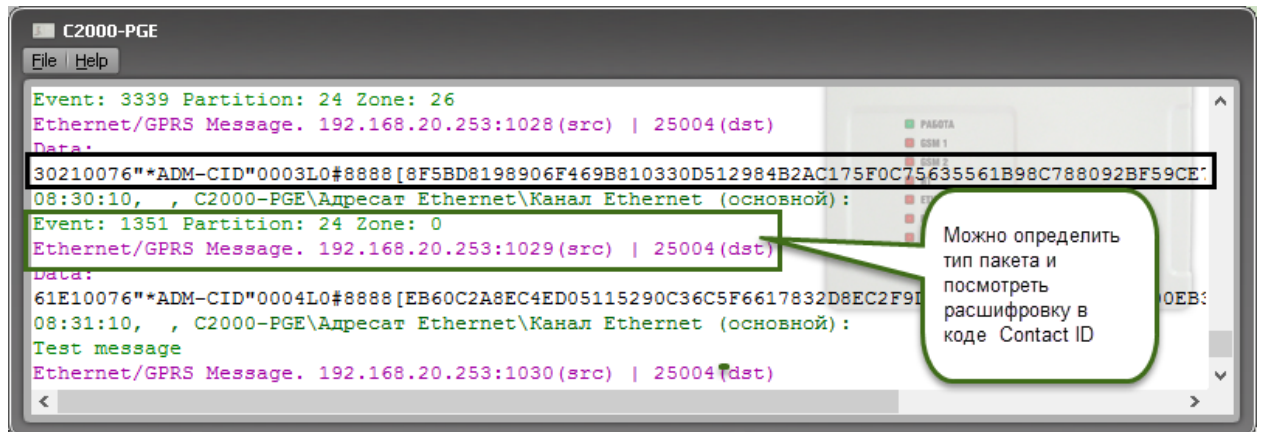 C2000-PGE
File Help
Event: 3339 Partition: 24 Zone: 26
Ethernet/GPRS Message. 192.168.20.253:1028(src) | 25004(dst)
Data:
30210076"*ADM-CID"0003L0#8888[8F5BD8198906F469B810330D512984B2AC175F0C75635561B98C788092BF59CE
08:30:10, , C2000-PGE\Адресат Ethernet\Канал Ethernet (основной):
Event: 1351 Partition: 24 Zone: 0
Ethernet/GPRS Message. 192.168.20.253:1029(src) | 25004(dst)
Data:
61E10076"*ADM-CID"0004L0#8888[EB60C2A8EC4ED05115290C36C5F6617832D8EC2F9
08:31:10, , C2000-PGE\Адресат Ethernet\Канал Ethernet (основной):
Test message
Ethernet/GPRS Message. 192.168.20.253:1030(src) | 25004(dst)
РАБОТА
GSM 1
GSM 2
Можно определить
тип пакета и
посмотреть
расшифровку в
коде Contact ID